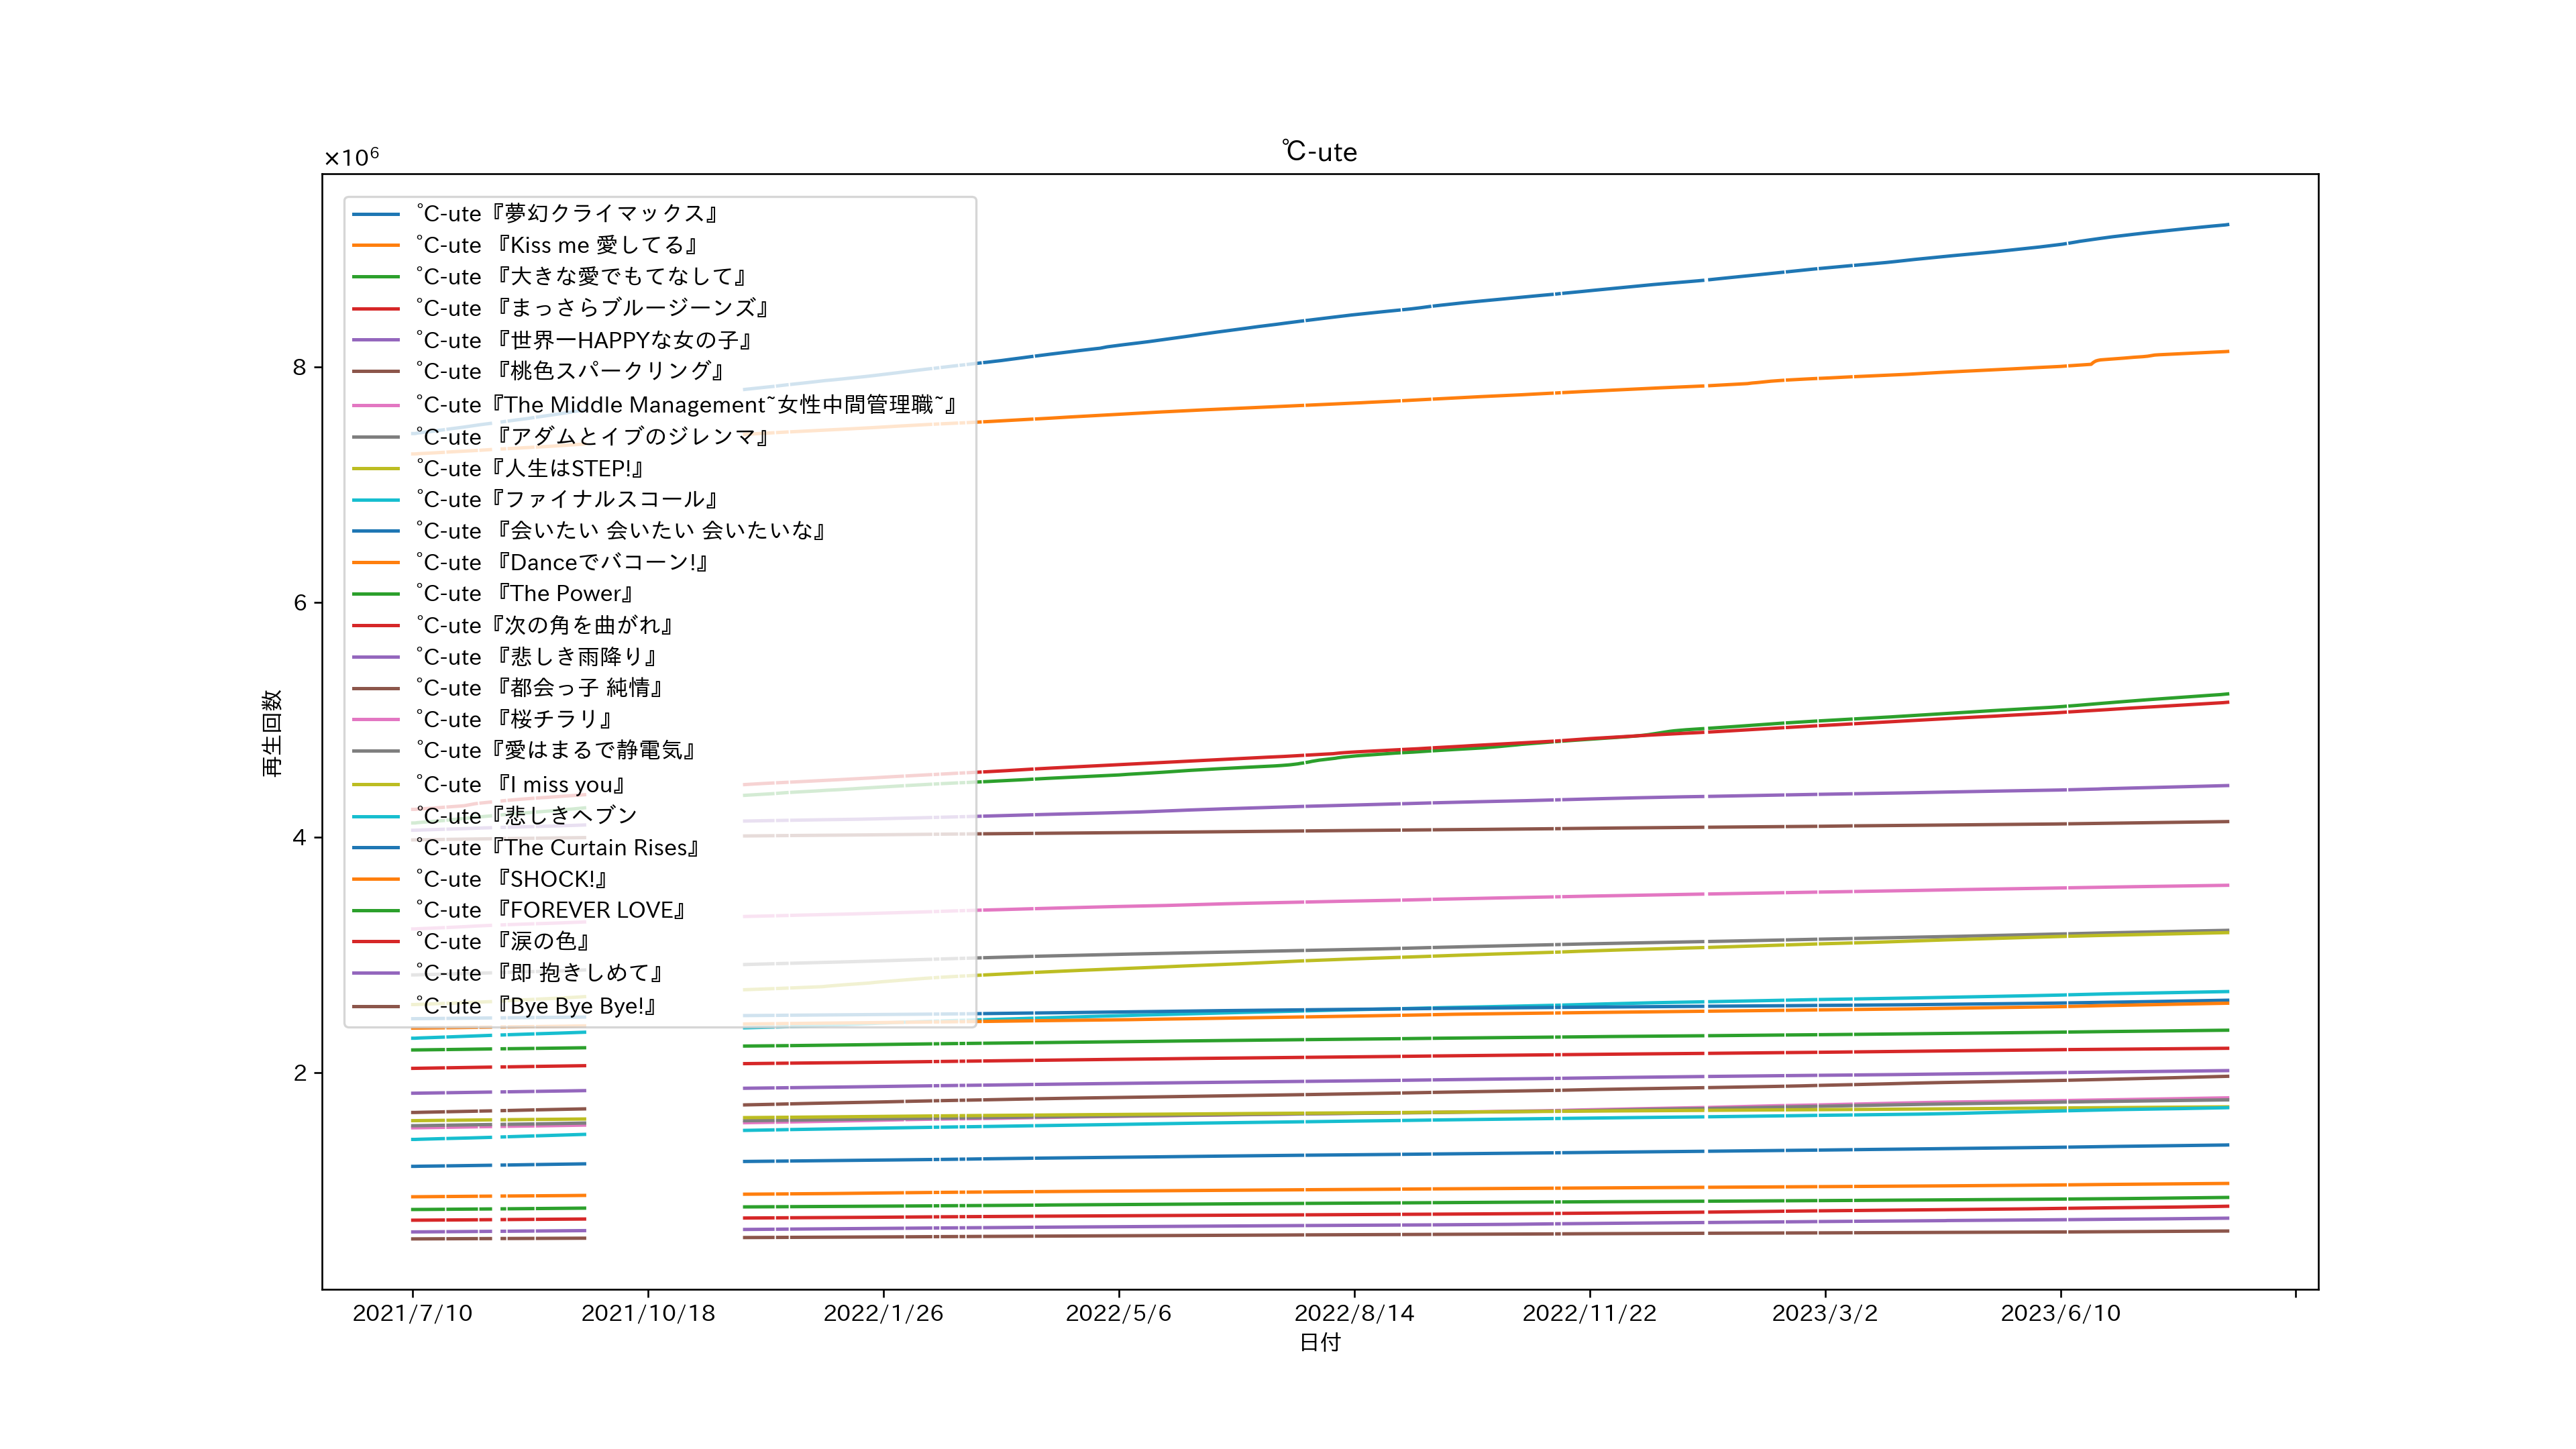 ℃-ute
×10⁶
℃-ute『夢幻クライマックス』
℃-ute 『Kiss me 愛してる』
℃-ute 『大きな愛でもてなして』
℃-ute 『まっさらブルージーンズ』
℃-ute 『世界一HAPPYな女の子』
℃-ute 『桃色スパークリング』
℃-ute『The Middle Management~女性中間管理職~』
℃-ute 『アダムとイブのジレンマ』
℃-ute『人生はSTEP!』
℃-ute『ファイナルスコール』
℃-ute 『会いたい 会いたい 会いたいな』
℃-ute 『Danceでバコーン!』
℃-ute 『The Power』
℃-ute『次の角を曲がれ』
℃-ute 『悲しき雨降り』
℃-ute 『都会っ子 純情』
℃-ute 『桜チラリ』
℃-ute『愛はまるで静電気』
℃-ute 『I miss you』
℃-ute『悲しきヘブン
℃-ute『The Curtain Rises』
℃-ute 『SHOCK!』
℃-ute 『FOREVER LOVE』
℃-ute 『涙の色』
℃-ute 『即 抱きしめて』
℃-ute 『Bye Bye Bye!』
8
6
4
2
再生回数
2021/7/10
2021/10/18
2022/1/26
2022/5/6
2022/8/14
2022/11/22
2023/3/2
2023/6/10
日付